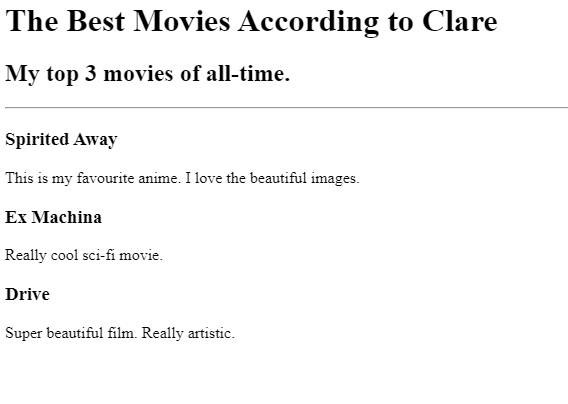 The Best Movies According to Clare
My top 3 movies of all-time.
Spirited Away
This is my favourite anime. I love the beautiful images.
Ex Machina
Really cool sci-fi movie.
Drive
Super beautiful film. Really artistic.